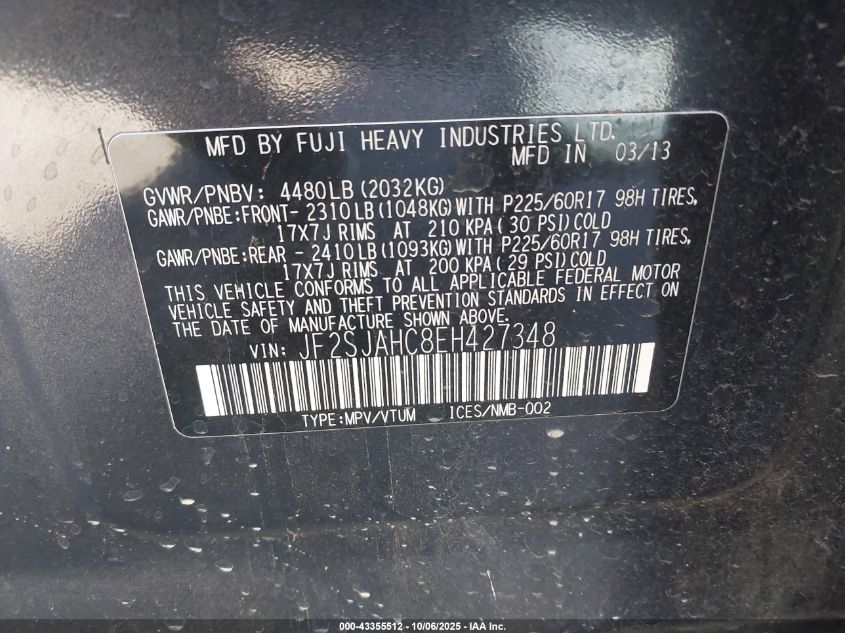 MFD BY FUJI HEAVY INDUSTRIES LTD.
MFD IN 03/13
GVWR/PNBV: 4480LB(2032KG)
GAWR/PNBE:FRONT- 2310LB(1048KG)WITH P225/60R17 98H TIRES,
17X7J RIMS AT 210 KPA(30 PSI)COLD
GAWR/PNBE:REAR - 2410LB(1093KG)WITH P225/60R17 98H TIRES,
17X7J RIMS AT 200 KPA(29 PSI)COLD
THIS VEHICLE CONFORMS TO ALL APPLICABLE FEDERAL MOTOR
VEHICLE SAFETY AND THEFT PREVENTION STANDARDS IN EFFECT ON
THE DATE OF MANUFACTURE SHOWN ABOVE.
VIN: JF2SJAHC8EH427348
TYPE:MPV/VTUM ICES/NMB-002
000-43355512 - 10/06/2025 - IAA Inc.